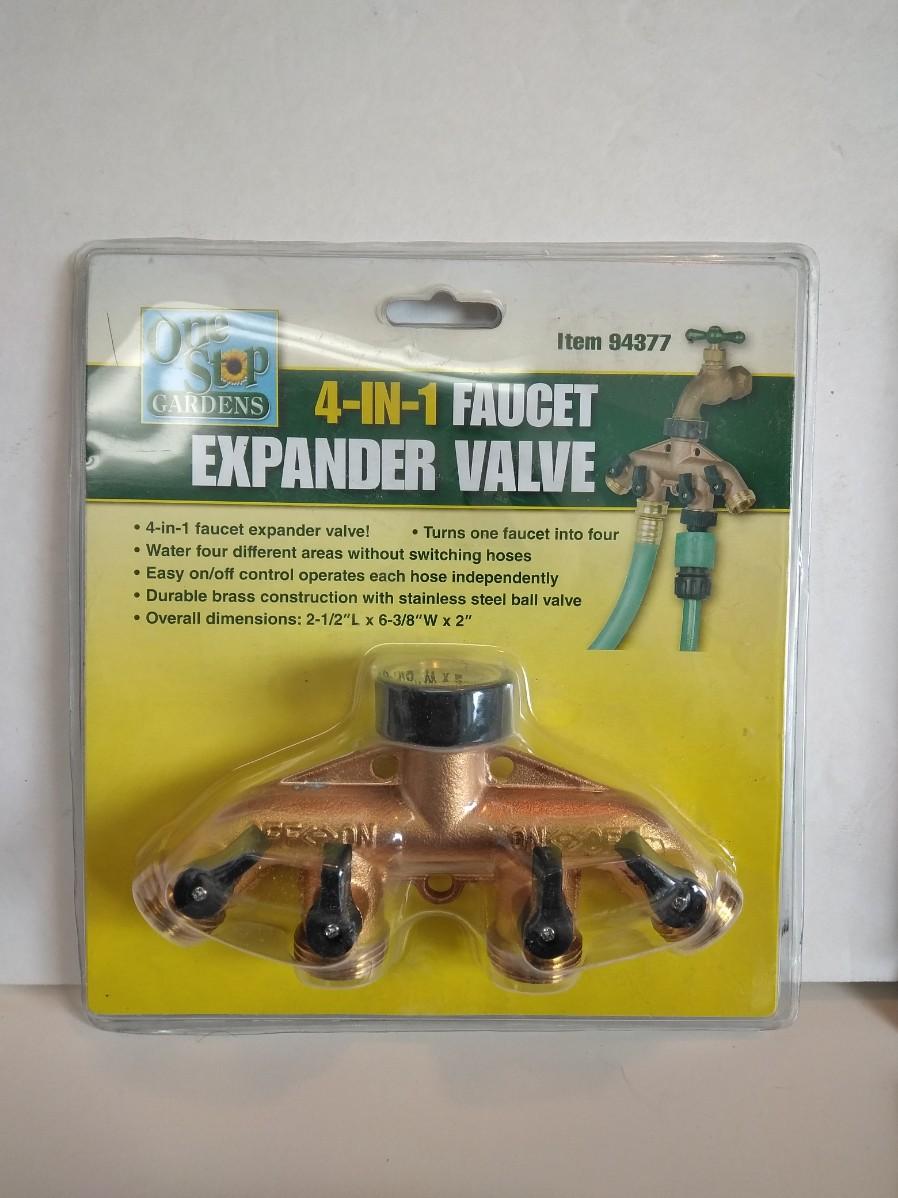 One
Stop
GARDENS
Item 94377
4-IN-1 FAUCET
EXPANDER VALVE
• 4-in-1 faucet expander valve! • Turns one faucet into four
• Water four different areas without switching hoses
• Easy on/off control operates each hose independently
• Durable brass construction with stainless steel ball valve
• Overall dimensions: 2-1/2"L x 6-3/8"W x 2"
ON
ON